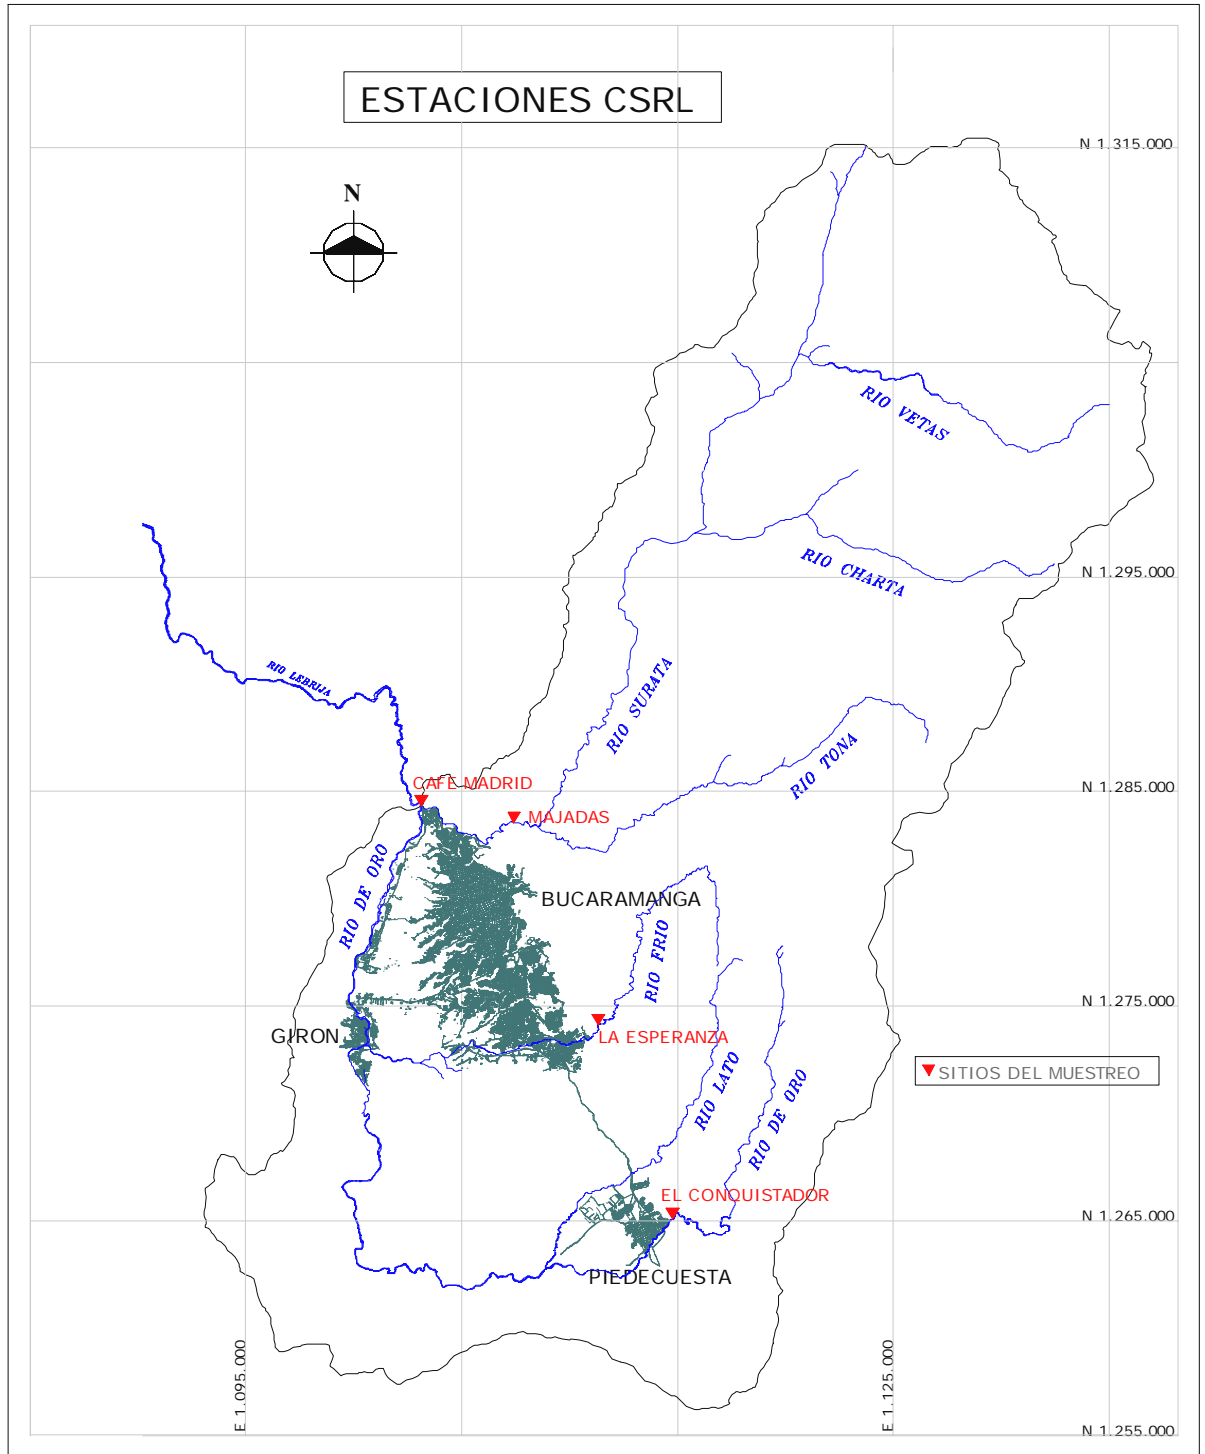 ESTACIONES CSRL
N 1.315.000
N
RIO VETAS
RIO CHARTA
N 1.295.000
RIO LEBRIJA
RIO SURATA
RIO TONA
CAFE MADRID
N 1.285.000
MAJADAS
RIO DE ORO
BUCARAMANGA
RIO FRIO
N 1.275.000
GIRON
LA ESPERANZA
SITIOS DEL MUESTREO
RIO LATO
RIO DE ORO
EL CONQUISTADOR
N 1.265.000
PIEDECUESTA
E 1.095.000
E 1.125.000
N 1.255.000